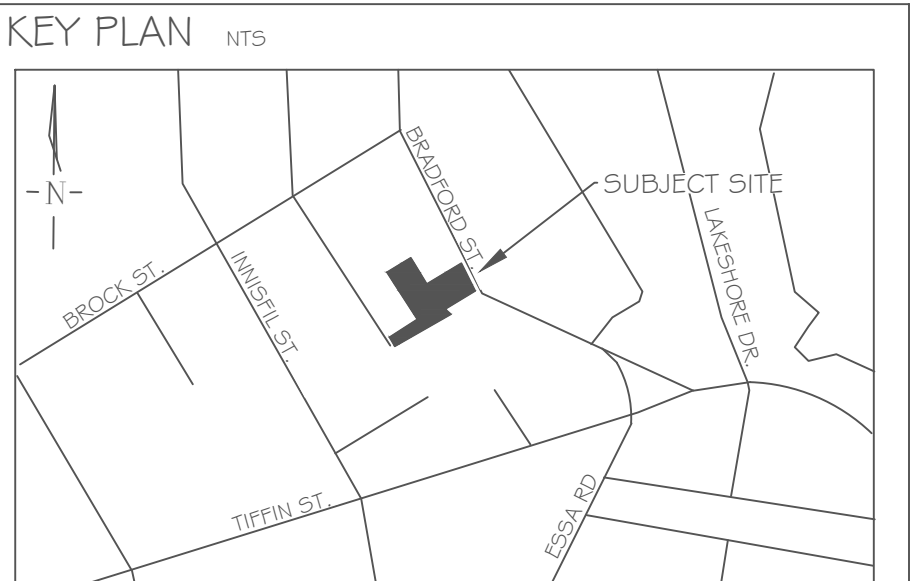 KEY PLAN NTS
N
BRADFORD ST.
SUBJECT SITE
LAKESHORE DR.
BROCK ST.
INNISFIL ST.
TIFFIN ST.
ESSA RD